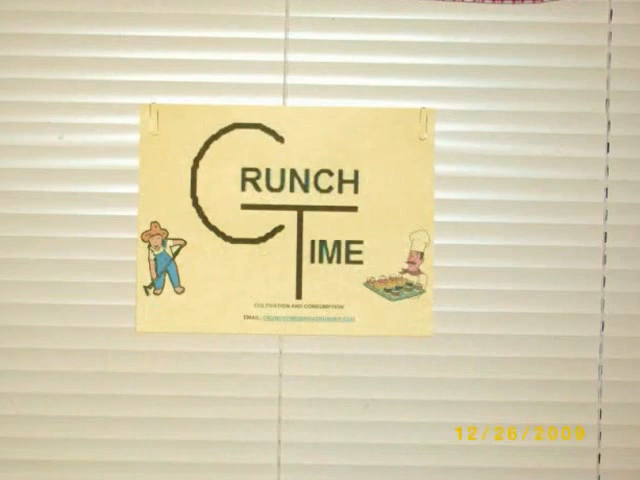 CRUNCH
TIME
CULTIVATION AND CONSUMPTION
EMAIL:
12/26/2009